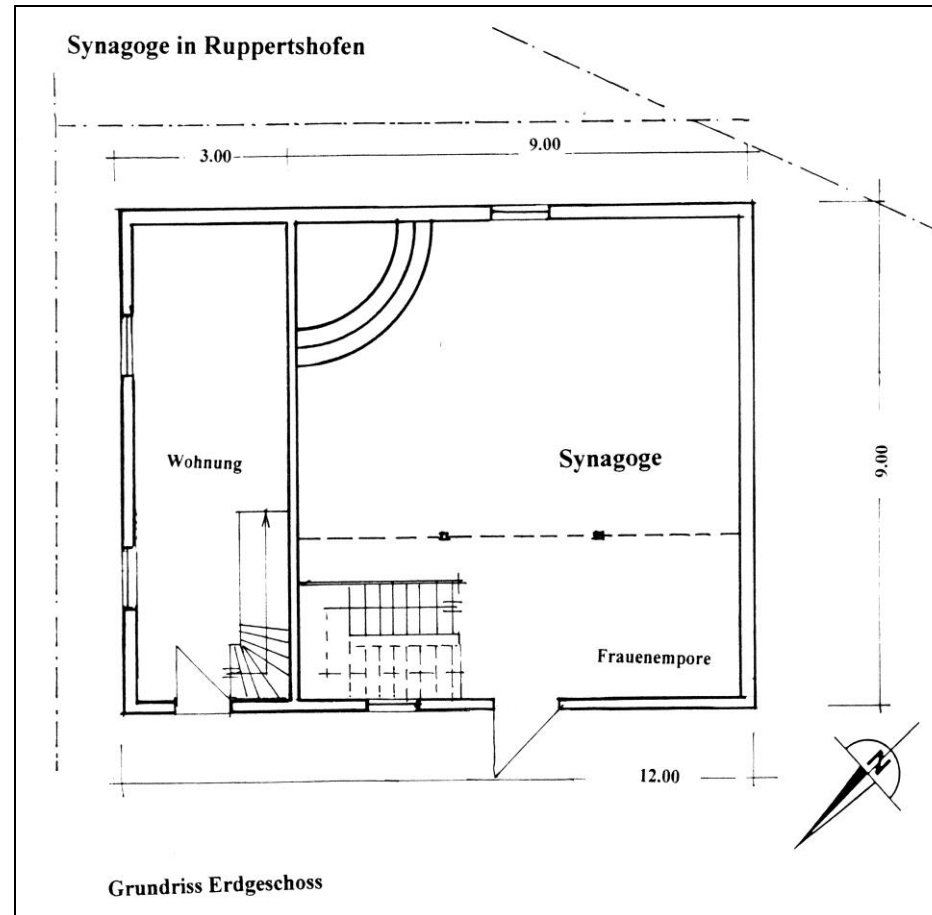 Synagoge in Ruppertshofen
3.00
9.00
9.00
Wohnung
Synagoge
Frauenempore
12.00
N
Grundriss Erdgeschoss